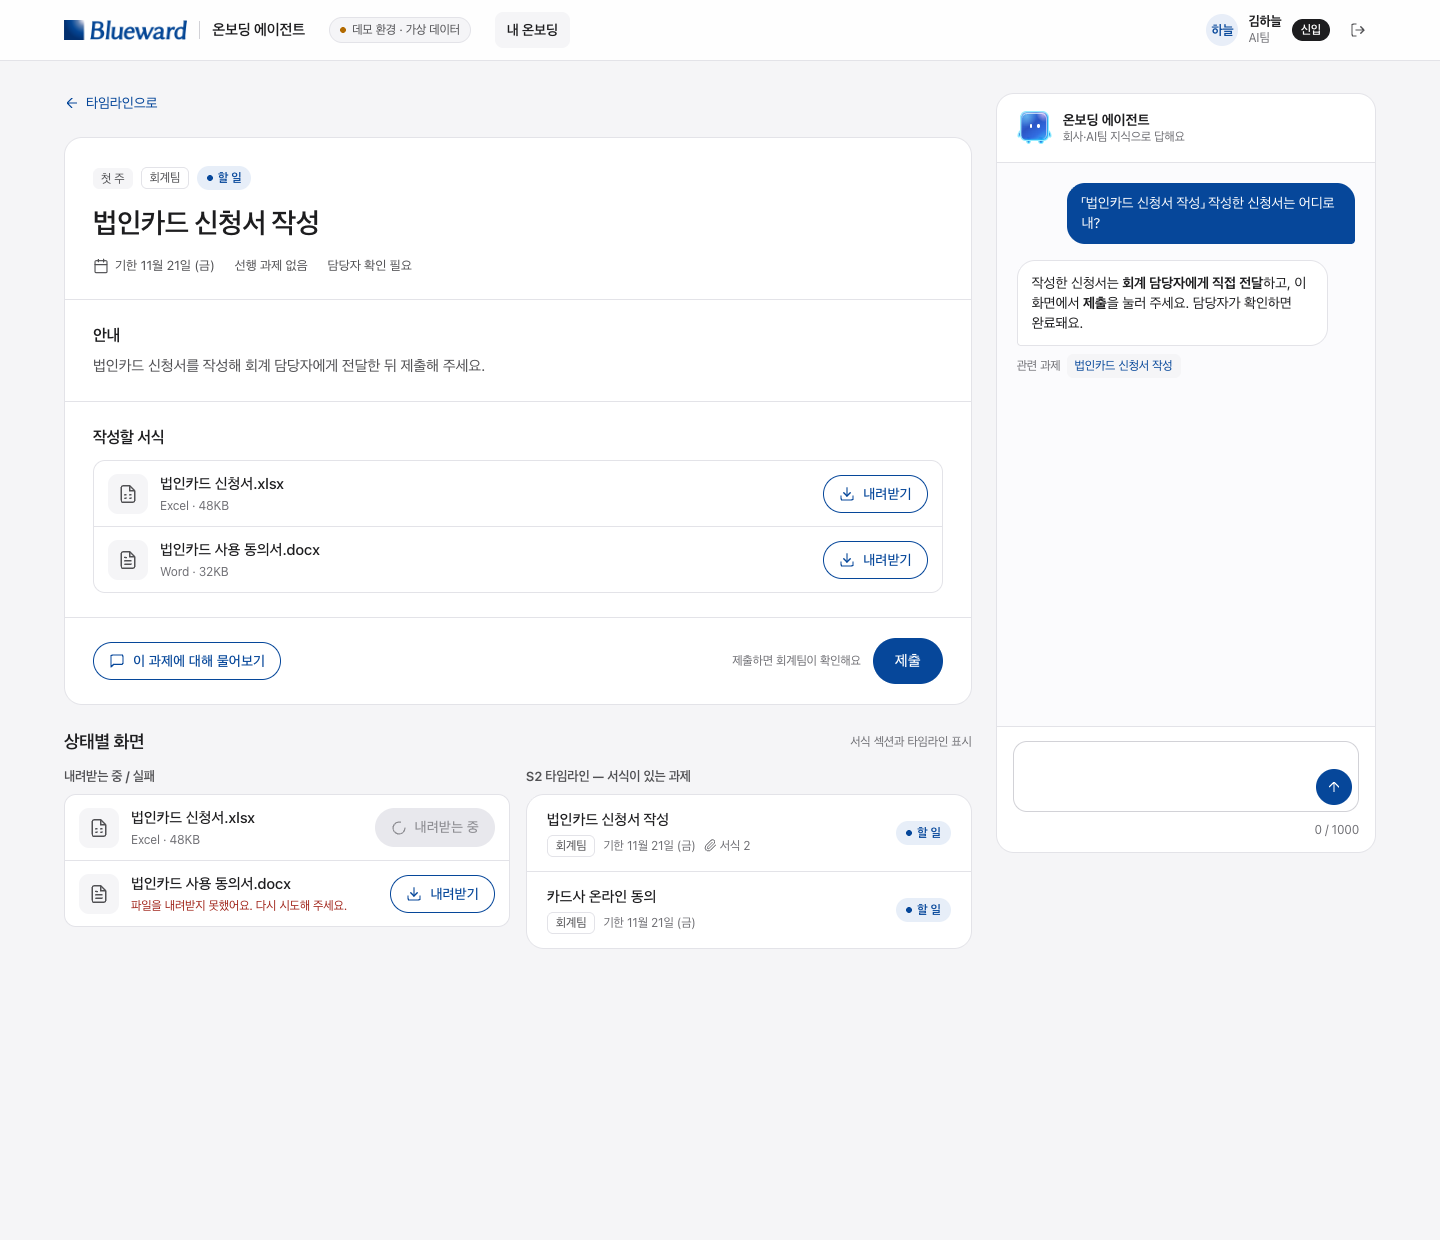 Blueward
온보딩 에이전트
데모 환경 · 가상 데이터
내 온보딩
하늘
김하늘
AI팀
신입
타임라인으로
첫 주
회계팀
할 일
법인카드 신청서 작성
기한 11월 21일 (금)
선행 과제 없음
담당자 확인 필요
안내
법인카드 신청서를 작성해 회계 담당자에게 전달한 뒤 제출해 주세요.
작성할 서식
법인카드 신청서.xlsx
Excel · 48KB
내려받기
법인카드 사용 동의서.docx
Word · 32KB
내려받기
이 과제에 대해 물어보기
제출하면 회계팀이 확인해요
제출
상태별 화면
서식 섹션과 타임라인 표시
내려받는 중 / 실패
법인카드 신청서.xlsx
Excel · 48KB
내려받는 중
법인카드 사용 동의서.docx
파일을 내려받지 못했어요. 다시 시도해 주세요.
내려받기
S2 타임라인 — 서식이 있는 과제
법인카드 신청서 작성
회계팀
기한 11월 21일 (금)
서식 2
할 일
카드사 온라인 동의
회계팀
기한 11월 21일 (금)
할 일
온보딩 에이전트
회사·AI팀 지식으로 답해요
「법인카드 신청서 작성」 작성한 신청서는 어디로
내?
작성한 신청서는 회계 담당자에게 직접 전달하고, 이
화면에서 제출을 눌러 주세요. 담당자가 확인하면
완료돼요.
관련 과제
법인카드 신청서 작성
0 / 1000